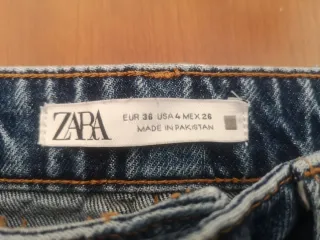 ZARA
EUR 36 USA 4 MEX 26
MADE IN PAKISTAN